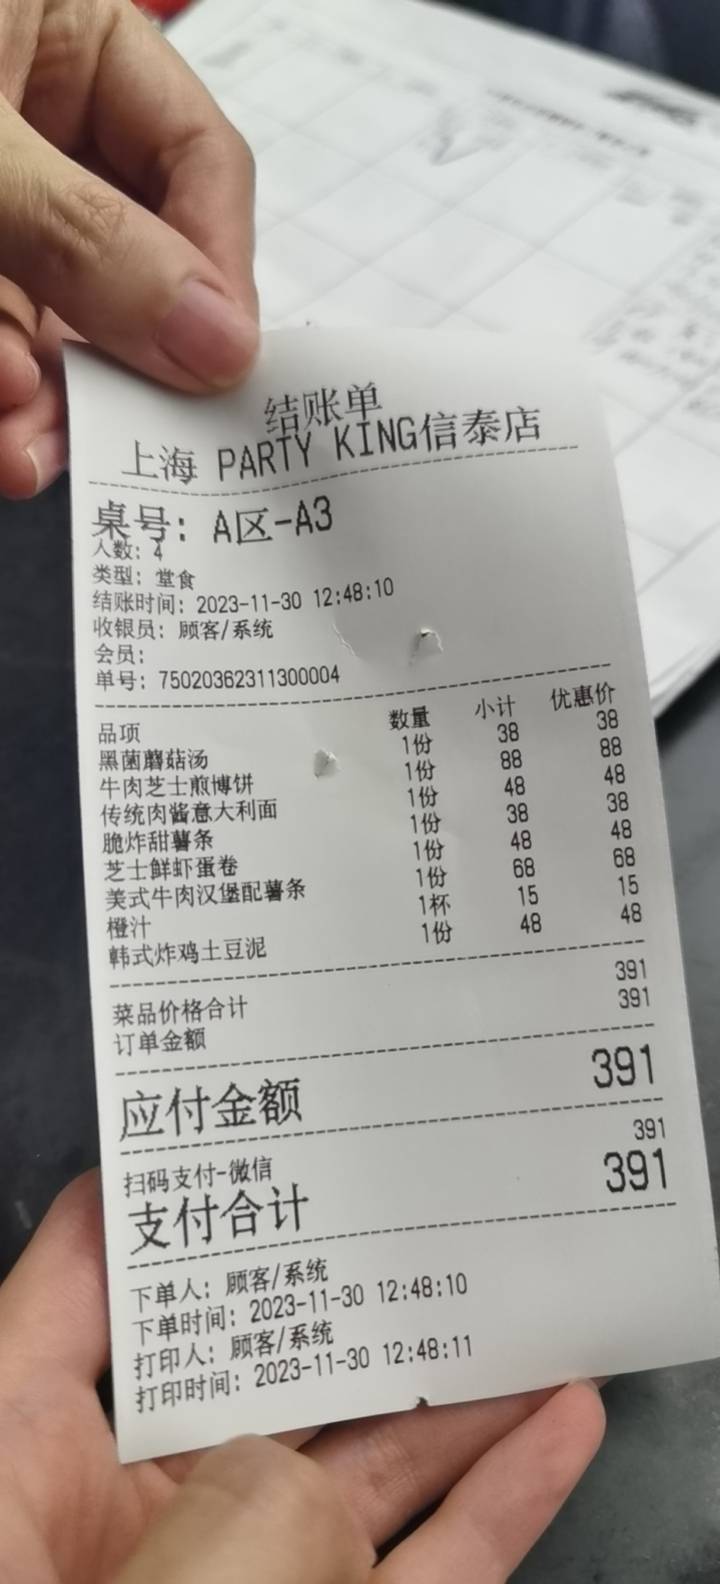 结账单
上海 PARTY KING信泰店
桌号: A区-A3
人数: 4
类型: 堂食
结账时间: 2023-11-30 12:48:10
收银员: 顾客/系统
会员:
单号: 75020362311300004
品项 数量 小计 优惠价
黑菌蘑菇汤 1份 38 38
牛肉芝士煎博饼 1份 88 88
传统肉酱意大利面 1份 48 48
脆炸甜薯条 1份 38 38
芝士鲜虾蛋卷 1份 48 48
美式牛肉汉堡配薯条 1份 68 68
橙汁 1杯 15 15
韩式炸鸡土豆泥 1份 48 48
菜品价格合计 391
订单金额 391
应付金额 391
扫码支付-微信 391
支付合计 391
下单人: 顾客/系统
下单时间: 2023-11-30 12:48:10
打印人: 顾客/系统
打印时间: 2023-11-30 12:48:11